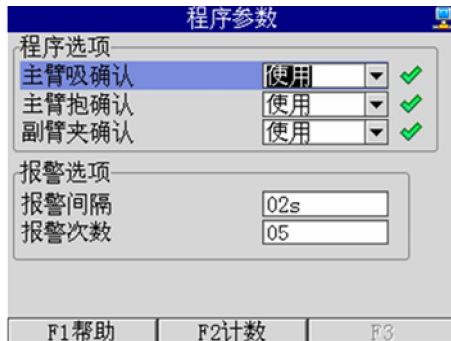 程序参数
程序选项
主臂吸确认 使用
主臂抱确认 使用
副臂夹确认 使用
报警选项
报警间隔 02s
报警次数 05
F1帮助 F2计数 F3